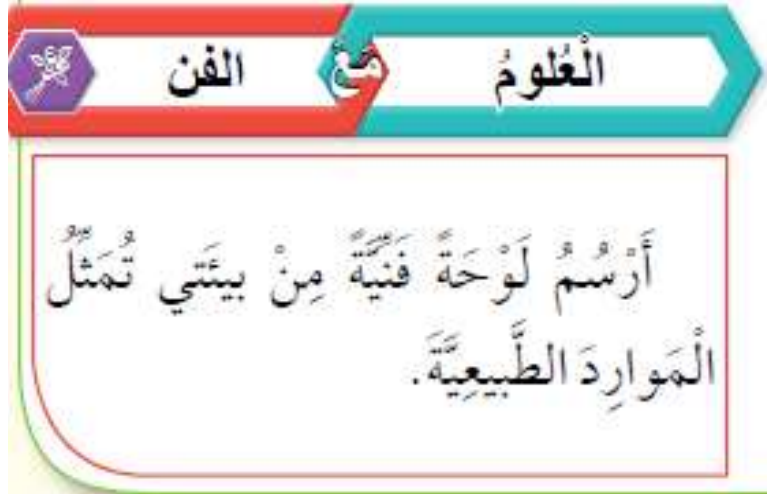 الْعُلومُ مَعَ الفن
أَرْسُمُ لَوْحَةً فَنِّيَّةً مِنْ بيئَتي تُمَثِّلُ
الْمَوارِدَ الطَّبيعِيَّةَ.